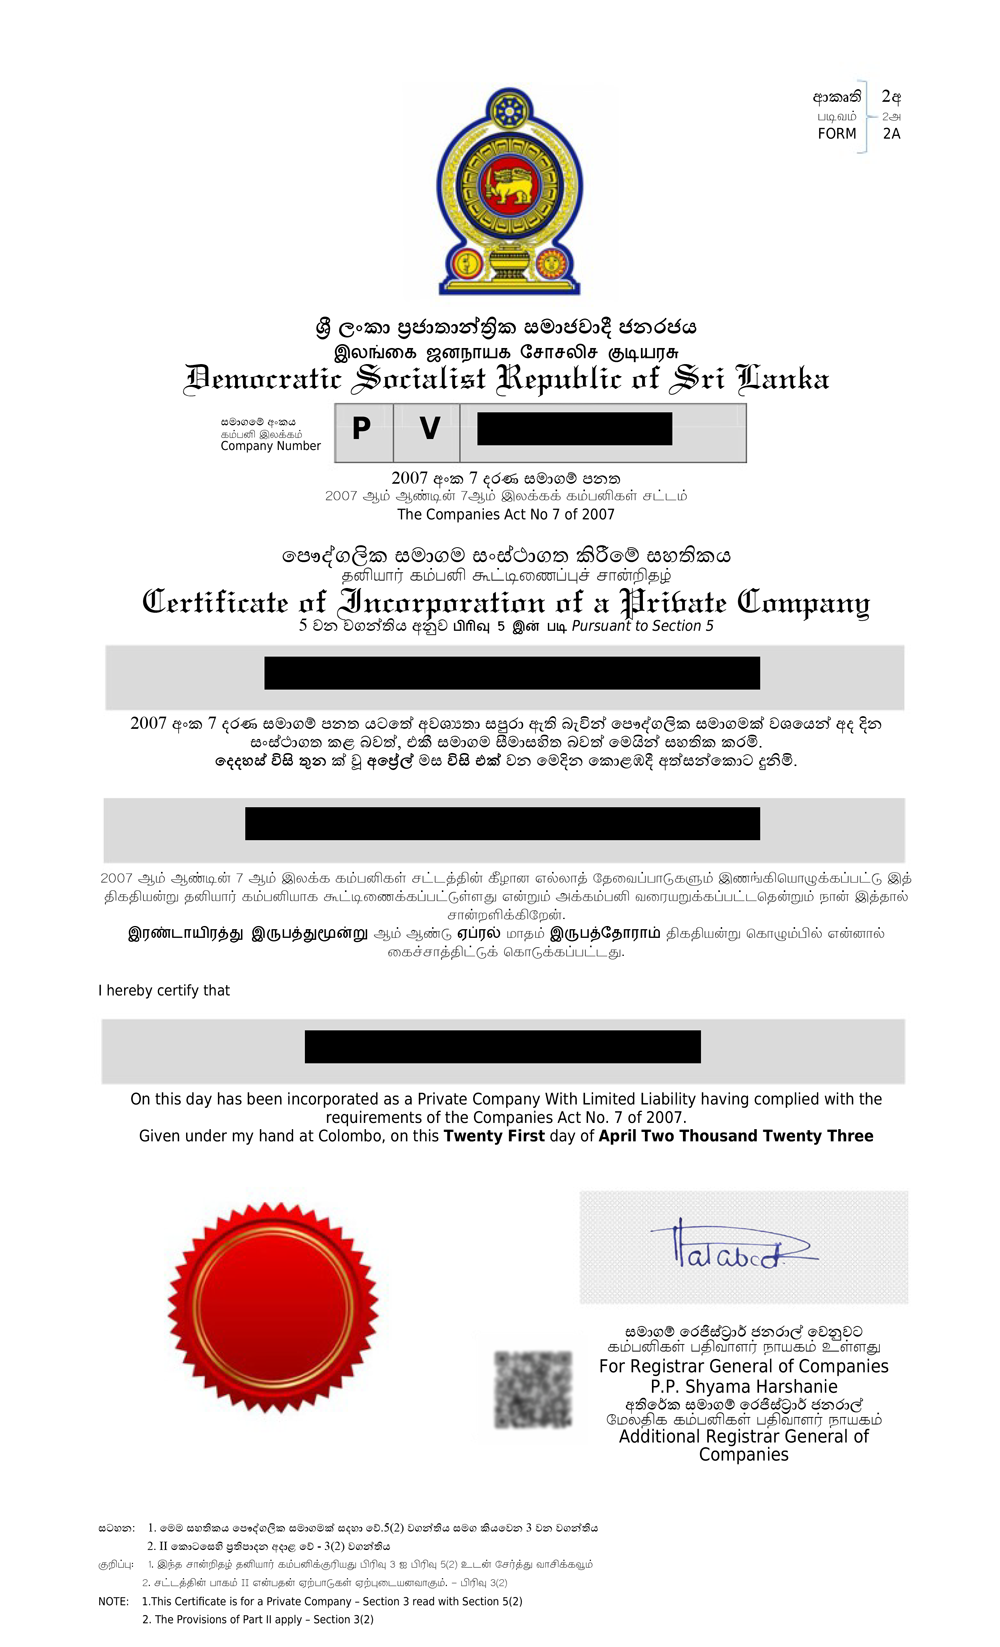 ආකෘති 2අ
படிவம் 2அ
FORM 2A
ශ්‍රී ලංකා ප්‍රජාතාන්ත්‍රික සමාජවාදී ජනරජය
இலங்கை ஜனநாயக சோசலிச குடியரசு
Democratic Socialist Republic of Sri Lanka
සමාගමේ අංකය
கம்பனி இலக்கம்
Company Number
P V
2007 අංක 7 දරණ සමාගම් පනත
2007 ஆம் ஆண்டின் 7ஆம் இலக்கக் கம்பனிகள் சட்டம்
The Companies Act No 7 of 2007
පෞද්ගලික සමාගම සංස්ථාගත කිරීමේ සහතිකය
தனியார் கம்பனி கூட்டிணைப்புச் சான்றிதழ்
Certificate of Incorporation of a Private Company
5 වන වගන්තිය අනුව பிரிவு 5 இன் படி Pursuant to Section 5
2007 අංක 7 දරණ සමාගම් පනත යටතේ අවශ්‍යතා සපුරා ඇති බැවින් පෞද්ගලික සමාගමක් වශයෙන් අද දින
සංස්ථාගත කළ බවත්, එකී සමාගම සීමාසහිත බවත් මෙයින් සහතික කරමි.
දෙදහස් විසි තුන ක් වූ අප්‍රේල් මස විසි එක් වන මෙදින කොළඹදී අත්සන්කොට දුනිමි.
2007 ஆம் ஆண்டின் 7 ஆம் இலக்க கம்பனிகள் சட்டத்தின் கீழான எல்லாத் தேவைப்பாடுகளும் இணங்கியொழுக்கப்பட்டு இத்
திகதியன்று தனியார் கம்பனியாக கூட்டிணைக்கப்பட்டுள்ளது என்றும் அக்கம்பனி வரையறுக்கப்பட்டதென்றும் நான் இத்தால்
சான்றளிக்கிறேன்.
இரண்டாயிரத்து இருபத்துமூன்று ஆம் ஆண்டு ஏப்ரல் மாதம் இருபத்தோராம் திகதியன்று கொழும்பில் என்னால்
கைச்சாத்திட்டுக் கொடுக்கப்பட்டது.
I hereby certify that
On this day has been incorporated as a Private Company With Limited Liability having complied with the
requirements of the Companies Act No. 7 of 2007.
Given under my hand at Colombo, on this Twenty First day of April Two Thousand Twenty Three
සමාගම් රෙජිස්ට්‍රාර් ජනරාල් වෙනුවට
கம்பனிகள் பதிவாளர் நாயகம் உள்ளது
For Registrar General of Companies
P.P. Shyama Harshanie
අතිරේක සමාගම් රෙජිස්ට්‍රාර් ජනරාල්
மேலதிக கம்பனிகள் பதிவாளர் நாயகம்
Additional Registrar General of
Companies
සටහන: 1. මෙම සහතිකය පෞද්ගලික සමාගමක් සඳහා වේ.5(2) වගන්තිය සමග කියවෙන 3 වන වගන්තිය
2. II කොටසෙහි ප්‍රතිපාදන අදාළ වේ - 3(2) වගන්තිය
குறிப்பு: 1. இந்த சான்றிதழ் தனியார் கம்பனிக்குரியது பிரிவு 3 ஐ பிரிவு 5(2) உடன் சேர்த்து வாசிக்கவும்
2. சட்டத்தின் பாகம் II என்பதன் ஏற்பாடுகள் ஏற்புடையனவாகும். – பிரிவு 3(2)
NOTE: 1.This Certificate is for a Private Company – Section 3 read with Section 5(2)
2. The Provisions of Part II apply – Section 3(2)